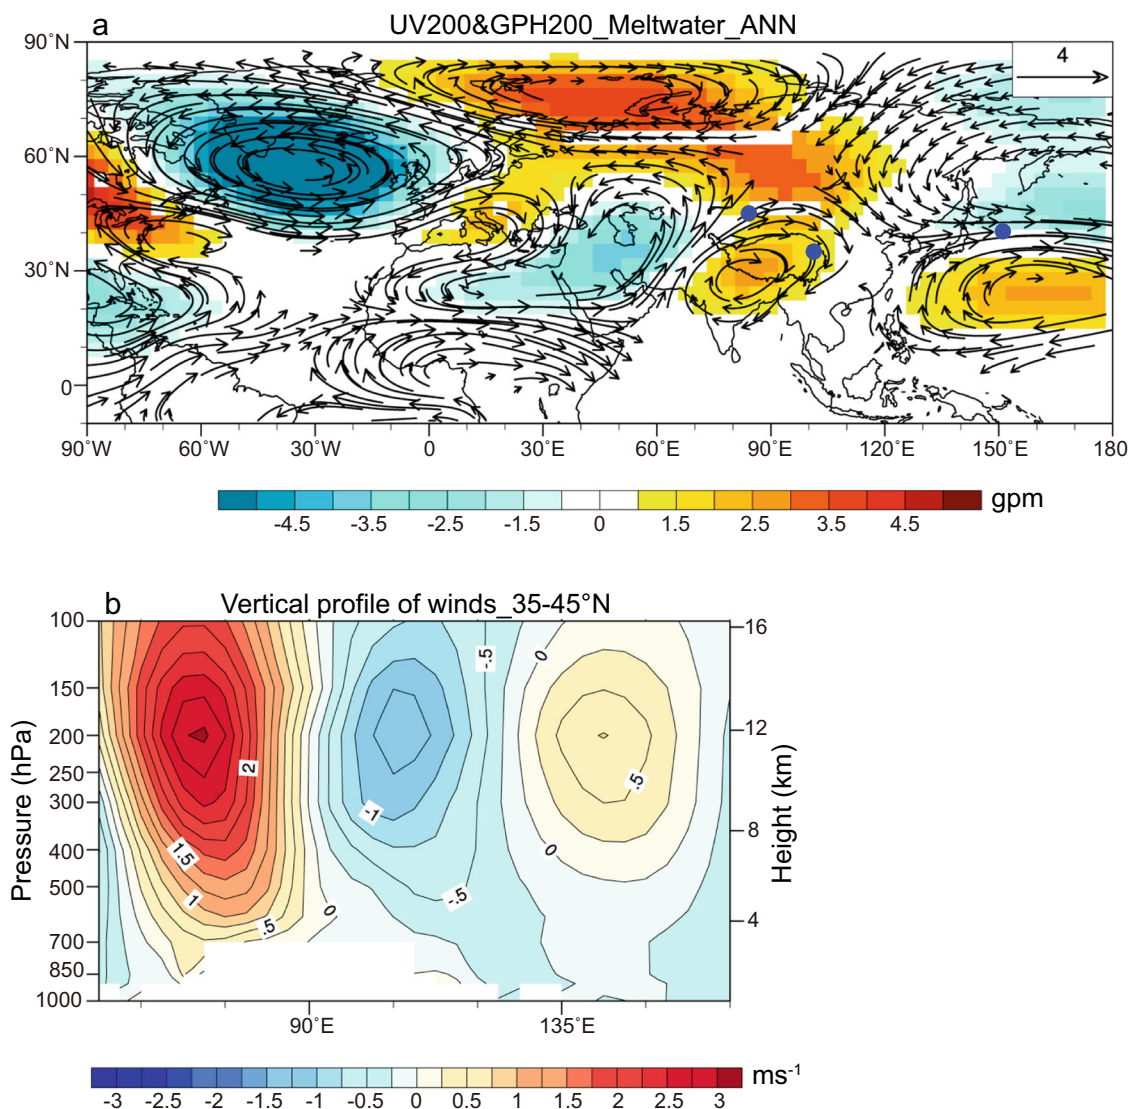 a UV200&GPH200_Meltwater_ANN
4
90˚N
60˚N
30˚N
0
90˚W 60˚W 30˚W 0 30˚E 60˚E 90˚E 120˚E 150˚E 180
-4.5 -3.5 -2.5 -1.5 0 1.5 2.5 3.5 4.5 gpm
b Vertical profile of winds_35-45°N
Pressure (hPa)
100
150
200
250
300
400
500
700
850
1000
16
12
8
4
Height (km)
-.5
0
2
-1
.5
1.5
0
1
-.5
0
.5
90˚E 135˚E
-3 -2.5 -2 -1.5 -1 -0.5 0 0.5 1 1.5 2 2.5 3 ms⁻¹